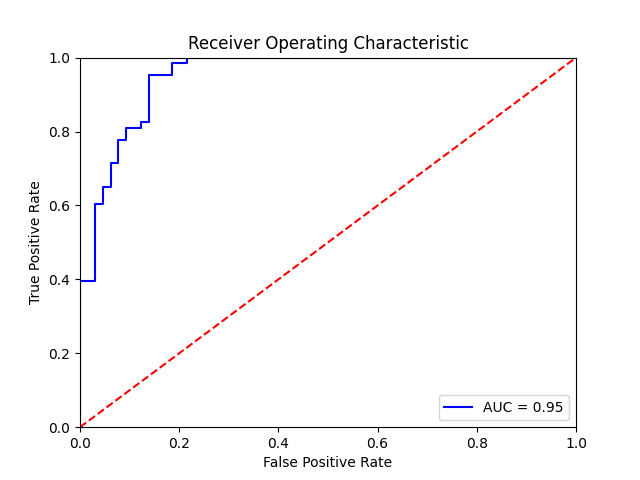 Receiver Operating Characteristic
1.0
0.8
0.6
0.4
0.2
0.0
True Positive Rate
AUC = 0.95
0.0 0.2 0.4 0.6 0.8 1.0
False Positive Rate